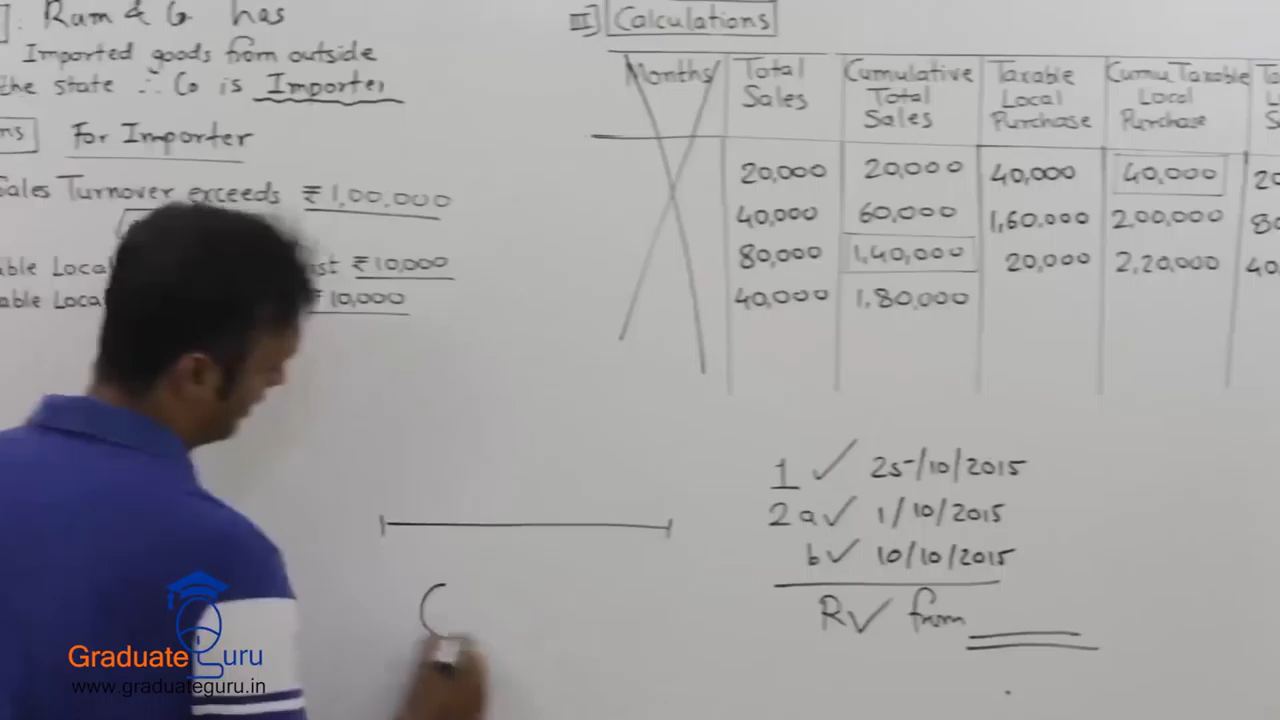 Ram & G has
Imported goods from outside
the state ∴ Co is Importer
For Importer
Sales Turnover exceeds ₹ 1,00,000
₹ 10,000
₹ 10,000
II] Calculations
Months
Total Sales
Cumulative Total Sales
Taxable Local Purchase
Cumu Taxable Local Purchase
20,000 20,000 40,000 40,000
40,000 60,000 1,60,000 2,00,000
80,000 1,40,000 20,000 2,20,000
40,000 1,80,000
1 ✓ 25/10/2015
2 a ✓ 1/10/2015
b ✓ 10/10/2015
R ✓ from
Graduate Guru
www.graduateguru.in